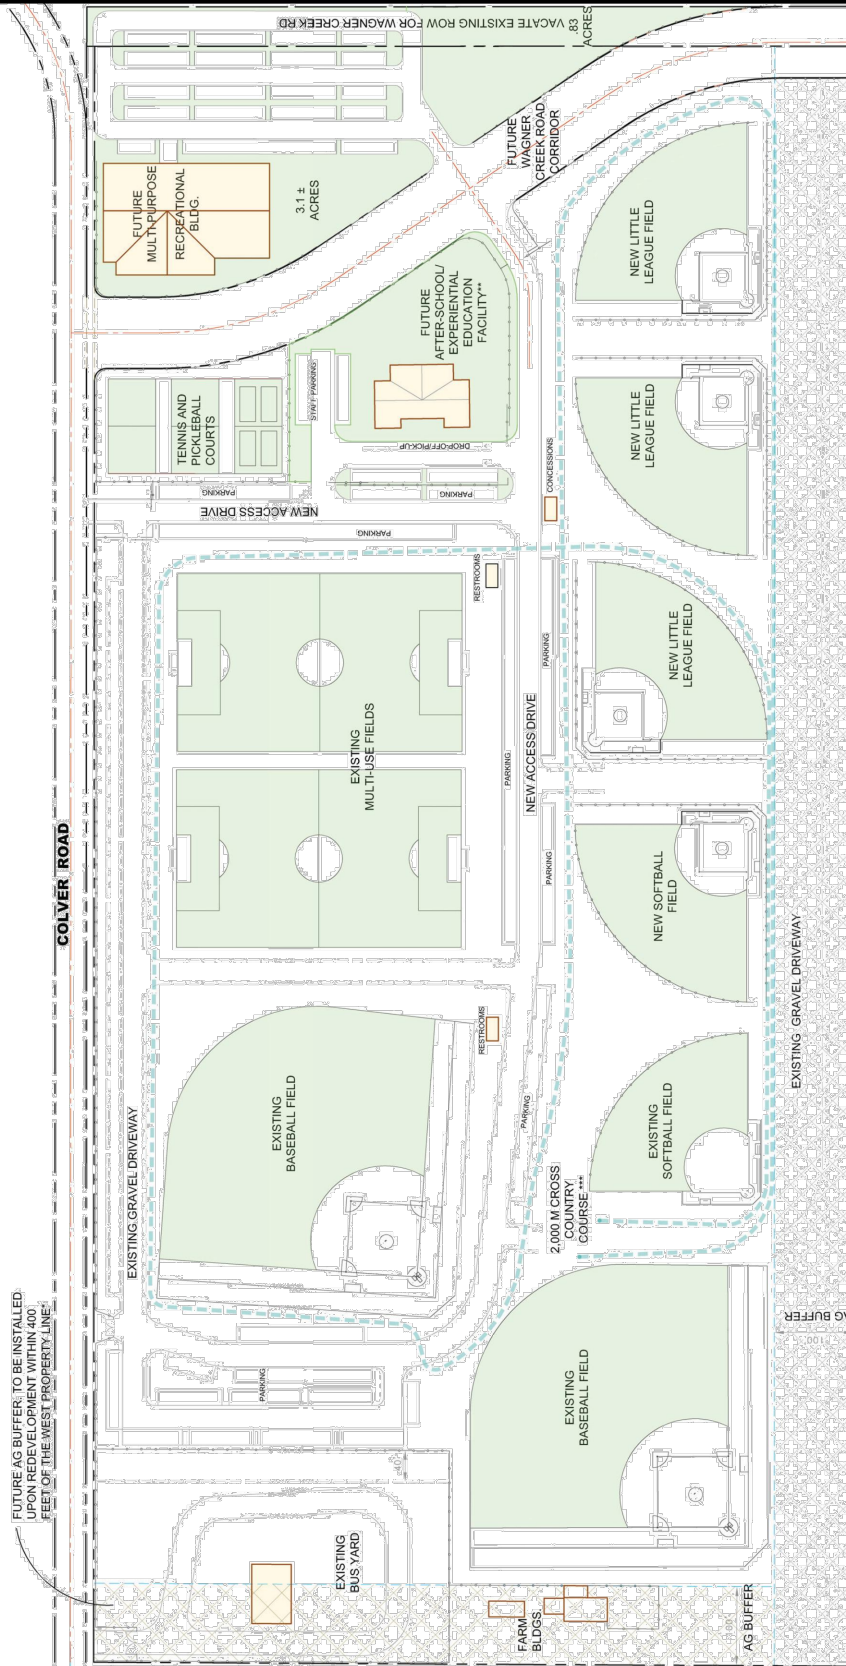 VACATE EXISTING ROW FOR WAGNER CREEK RD
.83
ACRES
FUTURE
WAGNER
CREEK ROAD
CORRIDOR
FUTURE
MULTI-PURPOSE
RECREATIONAL
BLDG.
3.1 ±
ACRES
NEW LITTLE
LEAGUE FIELD
FUTURE
AFTER-SCHOOL/
EXPERIENTIAL
EDUCATION
FACILITY**
STAFF PARKING
TENNIS AND
PICKLEBALL
COURTS
DROP-OFF/PICK-UP
NEW LITTLE
LEAGUE FIELD
PARKING
PARKING
CONCESSIONS
NEW ACCESS DRIVE
PARKING
RESTROOMS
NEW LITTLE
LEAGUE FIELD
PARKING
EXISTING
MULTI-USE FIELDS
PARKING
NEW ACCESS DRIVE
COLVER ROAD
PARKING
NEW SOFTBALL
FIELD
EXISTING GRAVEL DRIVEWAY
RESTROOMS
EXISTING
BASEBALL FIELD
PARKING
EXISTING
SOFTBALL FIELD
EXISTING GRAVEL DRIVEWAY
2,000 M CROSS
COUNTRY
COURSE ***
AG BUFFER
100'
FUTURE AG BUFFER, TO BE INSTALLED
UPON REDEVELOPMENT WITHIN 400
FEET OF THE WEST PROPERTY LINE*
PARKING
EXISTING
BASEBALL FIELD
40'
EXISTING
BUS YARD
FARM
BLDGS.
AG BUFFER